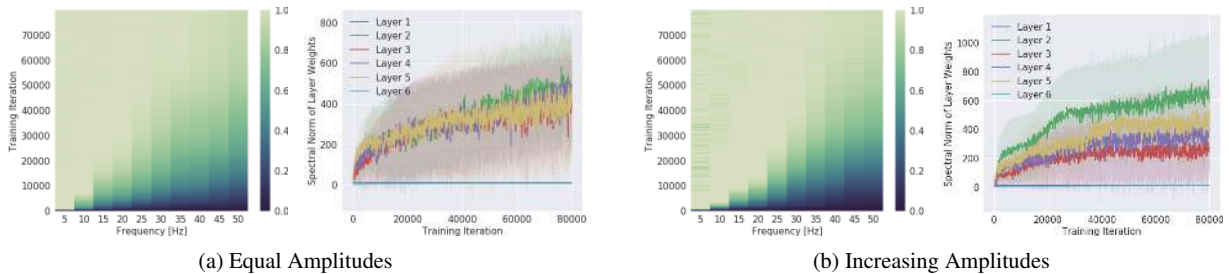 70000
60000
50000
40000
30000
20000
10000
0
Training Iteration
5 10 15 20 25 30 35 40 45 50
Frequency [Hz]
1.0
0.8
0.6
0.4
0.2
0.0
800
600
400
200
0
Spectral Norm of Layer Weights
Layer 1
Layer 2
Layer 3
Layer 4
Layer 5
Layer 6
0 20000 40000 60000 80000
Training Iteration
(a) Equal Amplitudes
70000
60000
50000
40000
30000
20000
10000
0
Training Iteration
5 10 15 20 25 30 35 40 45 50
Frequency [Hz]
1.0
0.8
0.6
0.4
0.2
0.0
1000
800
600
400
200
0
Spectral Norm of Layer Weights
Layer 1
Layer 2
Layer 3
Layer 4
Layer 5
Layer 6
0 20000 40000 60000 80000
Training Iteration
(b) Increasing Amplitudes